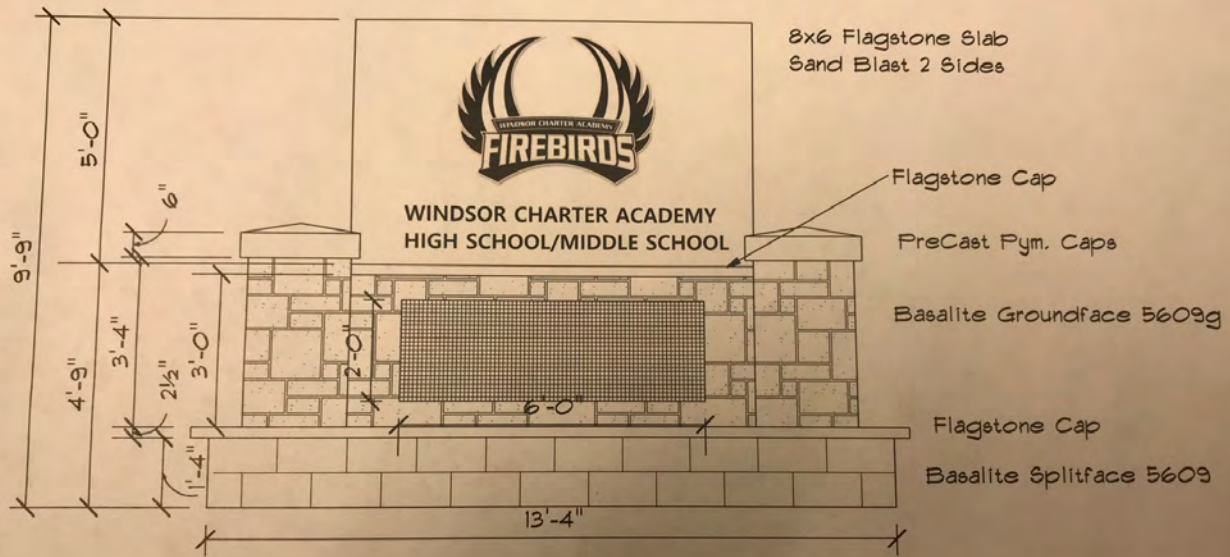 8x6 Flagstone Slab
Sand Blast 2 Sides
WINDSOR CHARTER ACADEMY
FIREBIRDS
WINDSOR CHARTER ACADEMY
HIGH SCHOOL/MIDDLE SCHOOL
Flagstone Cap
PreCast Pym. Caps
Basalite Groundface 5609g
Flagstone Cap
Basalite Splitface 5609
9'-9"
5'-0"
6"
4'-9"
3'-4"
2½"
3'-0"
2'-0"
6'-0"
1'-4"
13'-4"